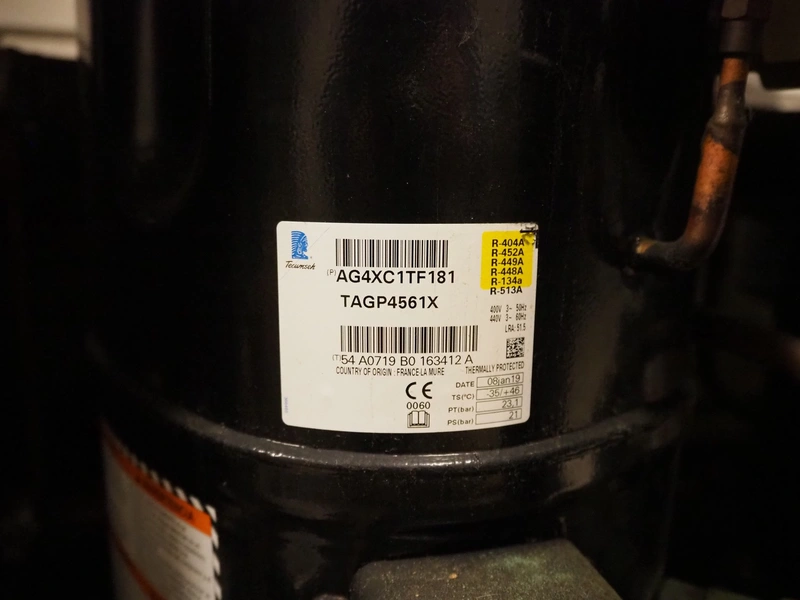 Tecumseh
(P)AG4XC1TF181
TAGP4561X
R-404A
R-452A
R-449A
R-448A
R-134a
R-513A
400V 3~ 50Hz
440V 3~ 60Hz
LRA: 51.5
(T)54 A0719 B0 163412 A
COUNTRY OF ORIGIN : FRANCE LA MURE
THERMALLY PROTECTED
CE
0060
DATE 08jan19
TS(°C) -35/+46
PT(bar) 23,1
PS(bar) 21